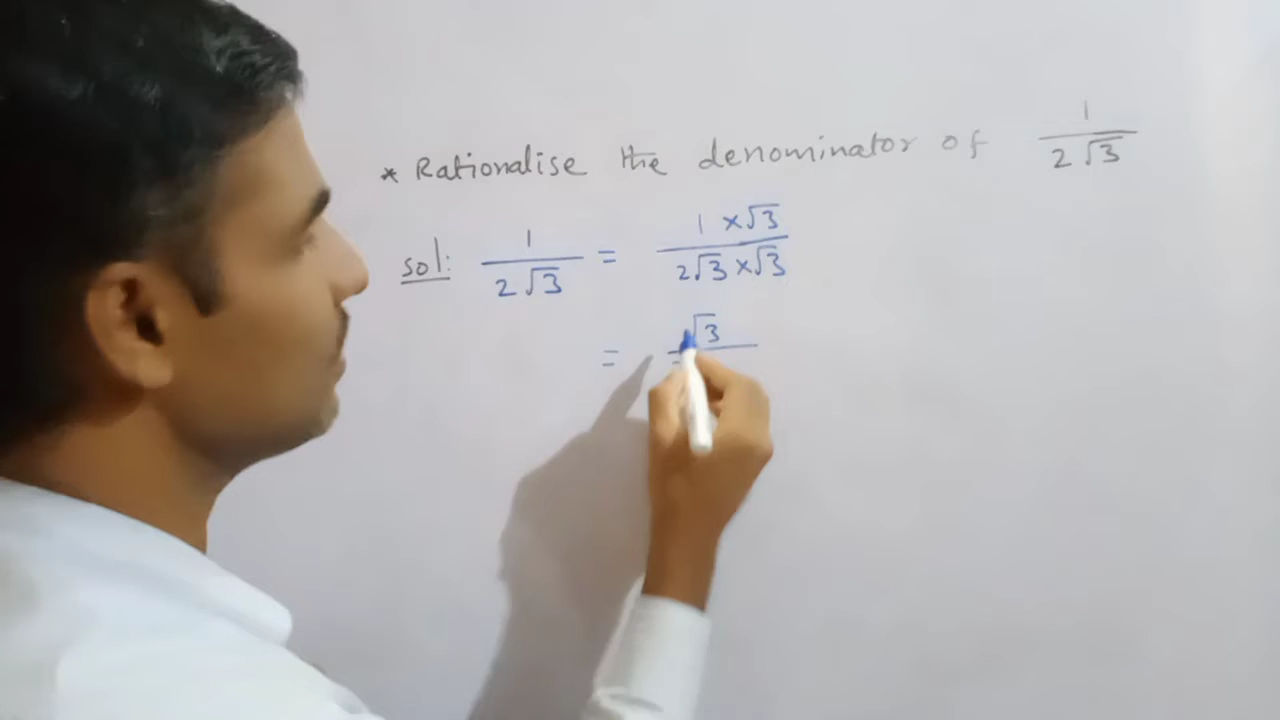 * Rationalise the denominator of 1/2√3
Sol: 1/2√3 = 1×√3/2√3×√3
= √3